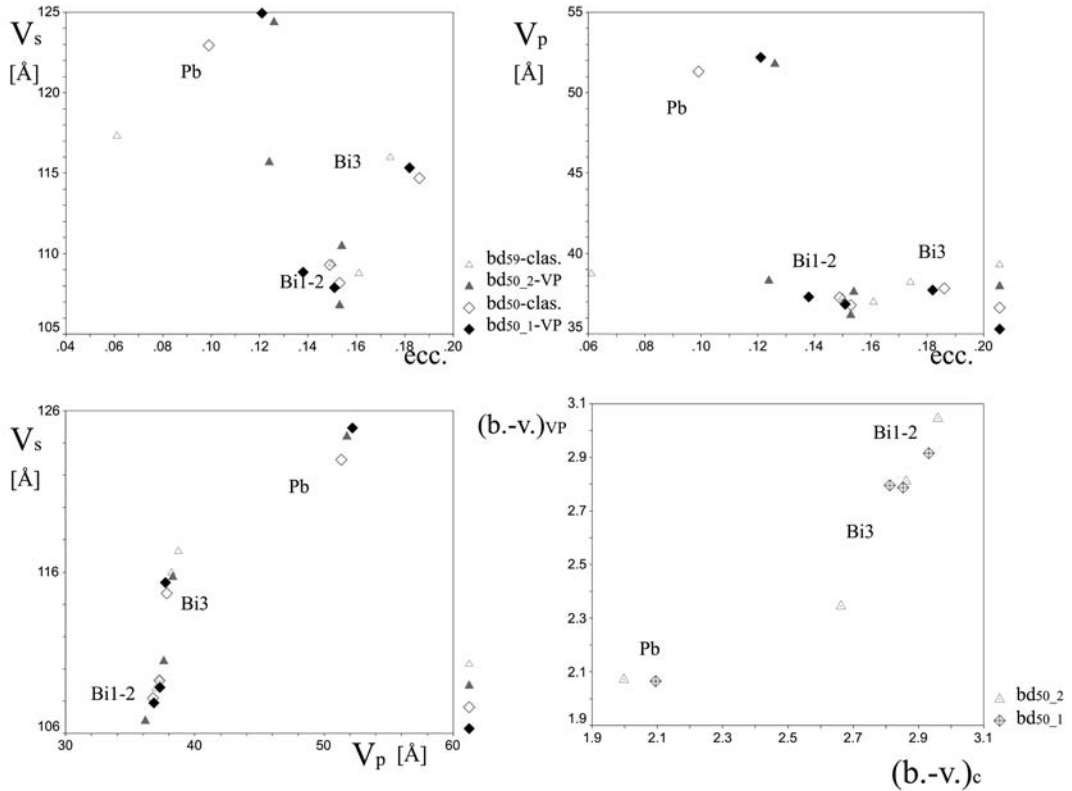 Vs
[Å]
125
120
115
110
105
.04 .06 .08 .10 .12 .14 .16 .18 .20
ecc.
Pb
Bi3
Bi1-2
bd59-clas.
bd50_2-VP
bd50-clas.
bd50_1-VP
Vp
[Å]
55
50
45
40
35
.06 .08 .10 .12 .14 .16 .18 .20
ecc.
Pb
Bi1-2
Bi3
Vs
[Å]
126
116
106
30 40 50 60
Vp [Å]
Pb
Bi3
Bi1-2
(b.-v.)VP
3.1
2.9
2.7
2.5
2.3
2.1
1.9
1.9 2.1 2.3 2.5 2.7 2.9 3.1
(b.-v.)c
Bi1-2
Bi3
Pb
bd50_2
bd50_1